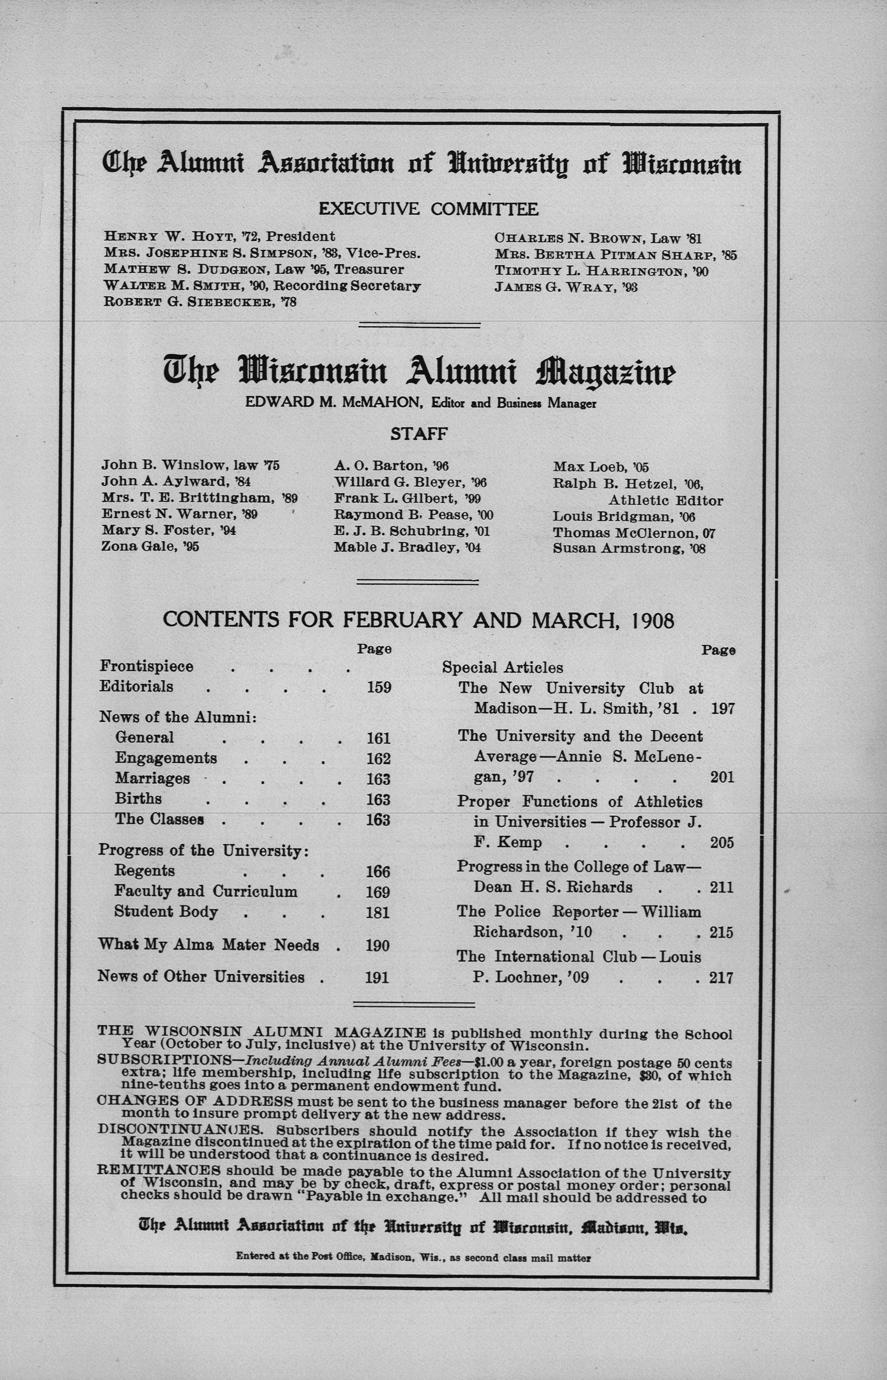 The Alumni Association of University of Wisconsin
EXECUTIVE COMMITTEE
HENRY W. HOYT, '72, President
MRS. JOSEPHINE S. SIMPSON, '83, Vice-Pres.
MATHEW S. DUDGEON, Law '95, Treasurer
WALTER M. SMITH, '90, Recording Secretary
ROBERT G. SIEBECKER, '78
CHARLES N. BROWN, Law '81
MRS. BERTHA PITMAN SHARP, '85
TIMOTHY L. HARRINGTON, '90
JAMES G. WRAY, '93
The Wisconsin Alumni Magazine
EDWARD M. McMAHON, Editor and Business Manager
STAFF
John B. Winslow, law '75
John A. Aylward, '84
Mrs. T. E. Brittingham, '89
Ernest N. Warner, '89
Mary S. Foster, '94
Zona Gale, '95
A. O. Barton, '96
Willard G. Bleyer, '96
Frank L. Gilbert, '99
Raymond B. Pease, '00
E. J. B. Schubring, '01
Mable J. Bradley, '04
Max Loeb, '05
Ralph B. Hetzel, '06,
Athletic Editor
Louis Bridgman, '06
Thomas McClernon, 07
Susan Armstrong, '08
CONTENTS FOR FEBRUARY AND MARCH, 1908
Page
Frontispiece . . . .
Editorials . . . . 159
News of the Alumni:
General . . . . 161
Engagements . . . 162
Marriages . . . . 163
Births . . . . 163
The Classes . . . . 163
Progress of the University:
Regents . . . 166
Faculty and Curriculum . 169
Student Body . . . 181
What My Alma Mater Needs . 190
News of Other Universities . 191
Page
Special Articles
The New University Club at
Madison—H. L. Smith, '81 . 197
The University and the Decent
Average—Annie S. McLene-
gan, '97 . . . . 201
Proper Functions of Athletics
in Universities — Professor J.
F. Kemp . . . . 205
Progress in the College of Law—
Dean H. S. Richards . . 211
The Police Reporter — William
Richardson, '10 . . . 215
The International Club — Louis
P. Lochner, '09 . . . 217
THE WISCONSIN ALUMNI MAGAZINE is published monthly during the School
Year (October to July, inclusive) at the University of Wisconsin.
SUBSCRIPTIONS—Including Annual Alumni Fees—$1.00 a year, foreign postage 50 cents
extra; life membership, including life subscription to the Magazine, $30, of which
nine-tenths goes into a permanent endowment fund.
CHANGES OF ADDRESS must be sent to the business manager before the 21st of the
month to insure prompt delivery at the new address.
DISCONTINUANCES. Subscribers should notify the Association if they wish the
Magazine discontinued at the expiration of the time paid for. If no notice is received,
it will be understood that a continuance is desired.
REMITTANCES should be made payable to the Alumni Association of the University
of Wisconsin, and may be by check, draft, express or postal money order; personal
checks should be drawn "Payable in exchange." All mail should be addressed to
The Alumni Association of the University of Wisconsin, Madison, Wis.
Entered at the Post Office, Madison, Wis., as second class mail matter